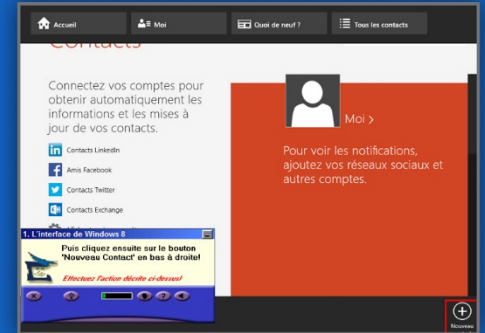 Accueil
Moi
Quoi de neuf ?
Tous les contacts
Contacts
Connectez vos comptes pour
obtenir automatiquement les
informations et les mises à
jour de vos contacts.
Contacts LinkedIn
Amis Facebook
Contacts Twitter
Contacts Exchange
Moi
Pour voir les notifications,
ajoutez vos réseaux sociaux et
autres comptes.
1. L'interface de Windows 8
Puis cliquez ensuite sur le bouton
'Nouveau Contact' en bas à droite!
Effectuez l'action décrite ci-dessus!
Nouveau